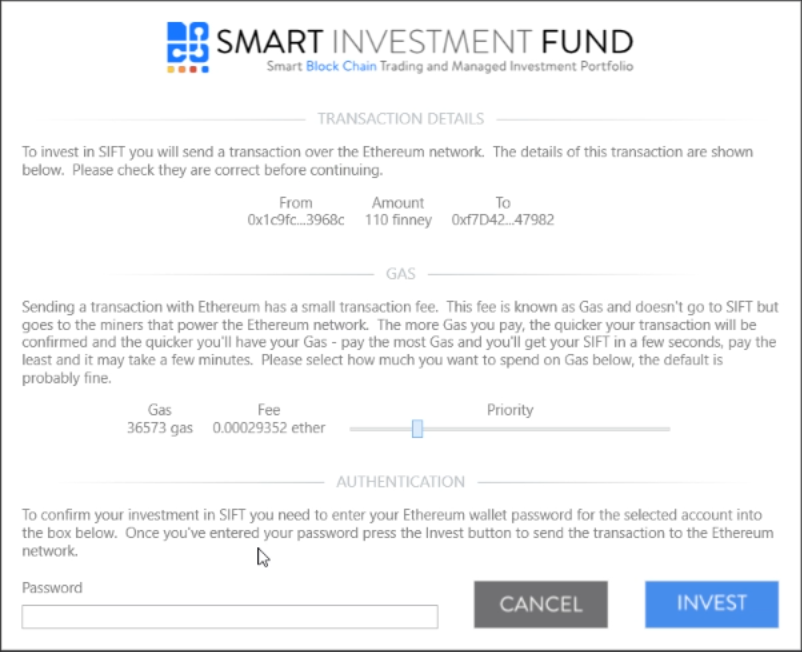 SMART INVESTMENT FUND
Smart Block Chain Trading and Managed Investment Portfolio
TRANSACTION DETAILS
To invest in SIFT you will send a transaction over the Ethereum network. The details of this transaction are shown
below. Please check they are correct before continuing.
From Amount To
0x1c9fc...3968c 110 finney 0xf7D42...47982
GAS
Sending a transaction with Ethereum has a small transaction fee. This fee is known as Gas and doesn't go to SIFT but
goes to the miners that power the Ethereum network. The more Gas you pay, the quicker your transaction will be
confirmed and the quicker you'll have your Gas - pay the most Gas and you'll get your SIFT in a few seconds, pay the
least and it may take a few minutes. Please select how much you want to spend on Gas below, the default is
probably fine.
Gas Fee Priority
36573 gas 0.00029352 ether
AUTHENTICATION
To confirm your investment in SIFT you need to enter your Ethereum wallet password for the selected account into
the box below. Once you've entered your password press the Invest button to send the transaction to the Ethereum
network.
Password
CANCEL INVEST